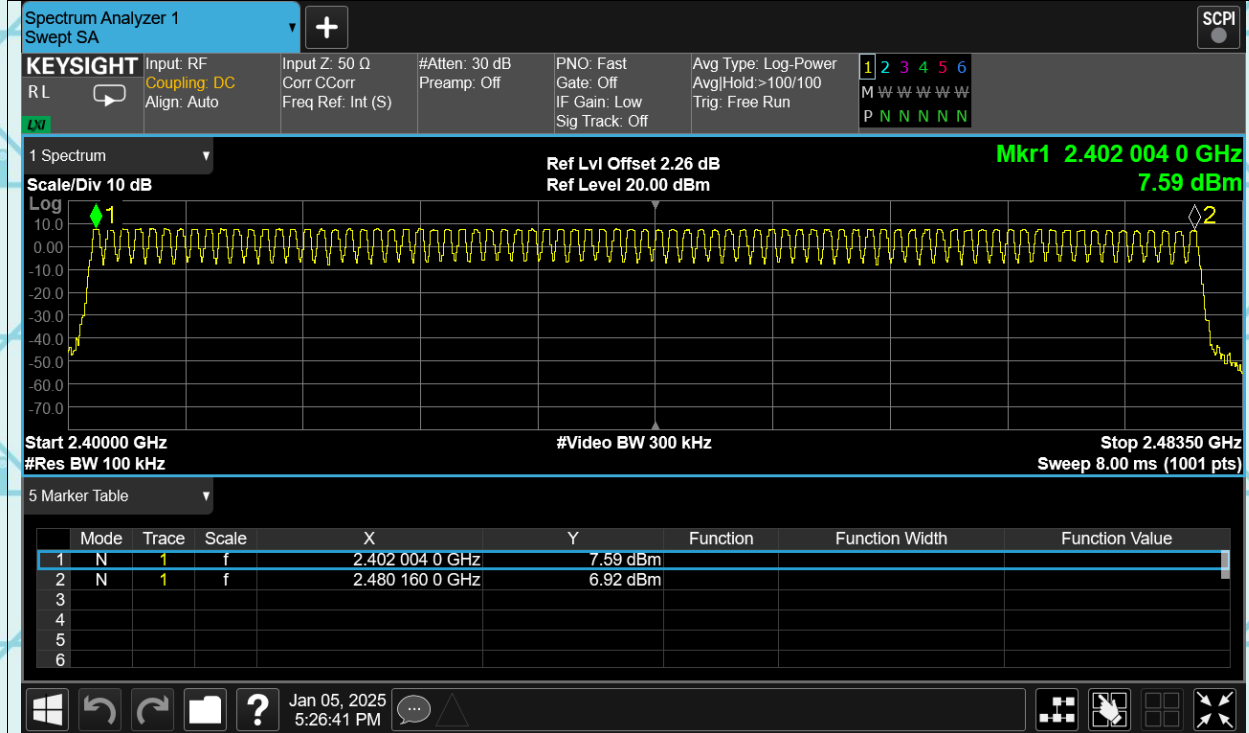 Spectrum Analyzer 1
Swept SA
SCPI
KEYSIGHT
R L
LXI
Input: RF
Coupling: DC
Align: Auto
Input Z: 50 Ω
Corr CCorr
Freq Ref: Int (S)
#Atten: 30 dB
Preamp: Off
PNO: Fast
Gate: Off
IF Gain: Low
Sig Track: Off
Avg Type: Log-Power
Avg|Hold:>100/100
Trig: Free Run
1 2 3 4 5 6
M W W W W W
P N N N N N
1 Spectrum
Scale/Div 10 dB
Ref Lvl Offset 2.26 dB
Ref Level 20.00 dBm
Mkr1 2.402 004 0 GHz
7.59 dBm
Log
1
2
10.0
0.00
-10.0
-20.0
-30.0
-40.0
-50.0
-60.0
-70.0
Start 2.40000 GHz
#Video BW 300 kHz
Stop 2.48350 GHz
#Res BW 100 kHz
Sweep 8.00 ms (1001 pts)
5 Marker Table
Mode Trace Scale X Y Function Function Width Function Value
1 N 1 f 2.402 004 0 GHz 7.59 dBm
2 N 1 f 2.480 160 0 GHz 6.92 dBm
3
4
5
6
?
Jan 05, 2025
5:26:41 PM